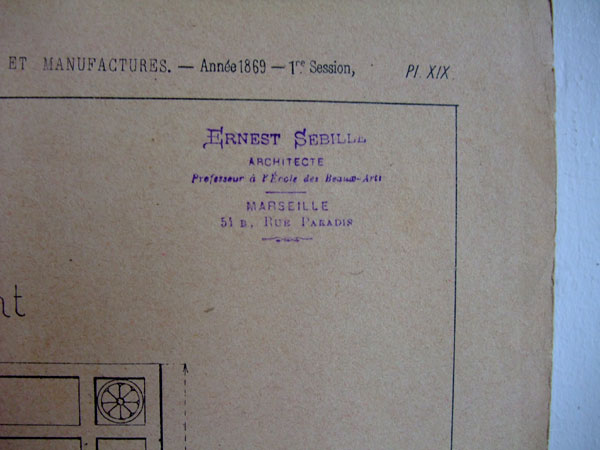 ET MANUFACTURES. — Année 1869 — 1re Session, Pl. XIX.
ERNEST SEBILLE
ARCHITECTE
Professeur à l'École des Beaux-Arts
MARSEILLE
51 B, RUE PARADIS
nt